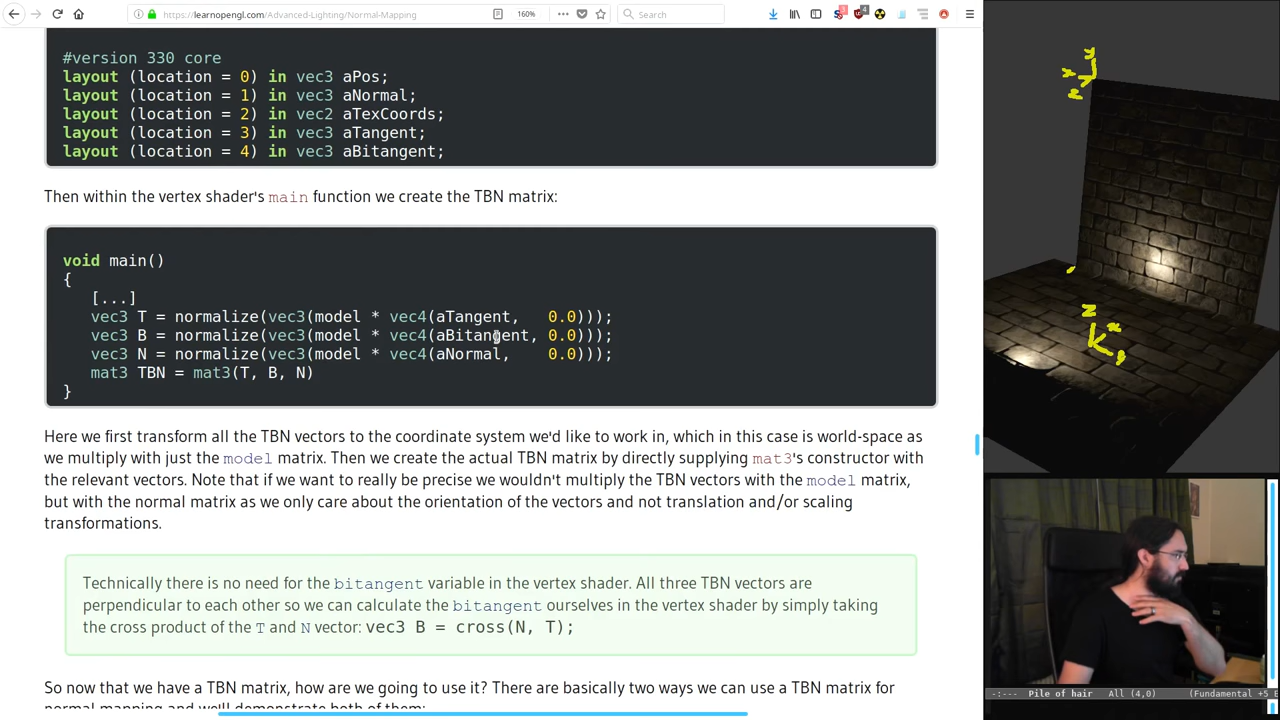 https://learnopengl.com/Advanced-Lighting/Normal-Mapping
160%
Search
3
4
#version 330 core
layout (location = 0) in vec3 aPos;
layout (location = 1) in vec3 aNormal;
layout (location = 2) in vec2 aTexCoords;
layout (location = 3) in vec3 aTangent;
layout (location = 4) in vec3 aBitangent;
Then within the vertex shader's main function we create the TBN matrix:
void main()
{
[...]
vec3 T = normalize(vec3(model * vec4(aTangent,   0.0)));
vec3 B = normalize(vec3(model * vec4(aBitangent, 0.0)));
vec3 N = normalize(vec3(model * vec4(aNormal,    0.0)));
mat3 TBN = mat3(T, B, N)
}
Here we first transform all the TBN vectors to the coordinate system we'd like to work in, which in this case is world-space as
we multiply with just the model matrix. Then we create the actual TBN matrix by directly supplying mat3's constructor with
the relevant vectors. Note that if we want to really be precise we wouldn't multiply the TBN vectors with the model matrix,
but with the normal matrix as we only care about the orientation of the vectors and not translation and/or scaling
transformations.
Technically there is no need for the bitangent variable in the vertex shader. All three TBN vectors are
perpendicular to each other so we can calculate the bitangent ourselves in the vertex shader by simply taking
the cross product of the T and N vector: vec3 B = cross(N, T);
So now that we have a TBN matrix, how are we going to use it? There are basically two ways we can use a TBN matrix for
normal mapping and we'll demonstrate both of them:
y
x
z
z
x
y
-:--- Pile of hair All (4,0) (Fundamental +5 E